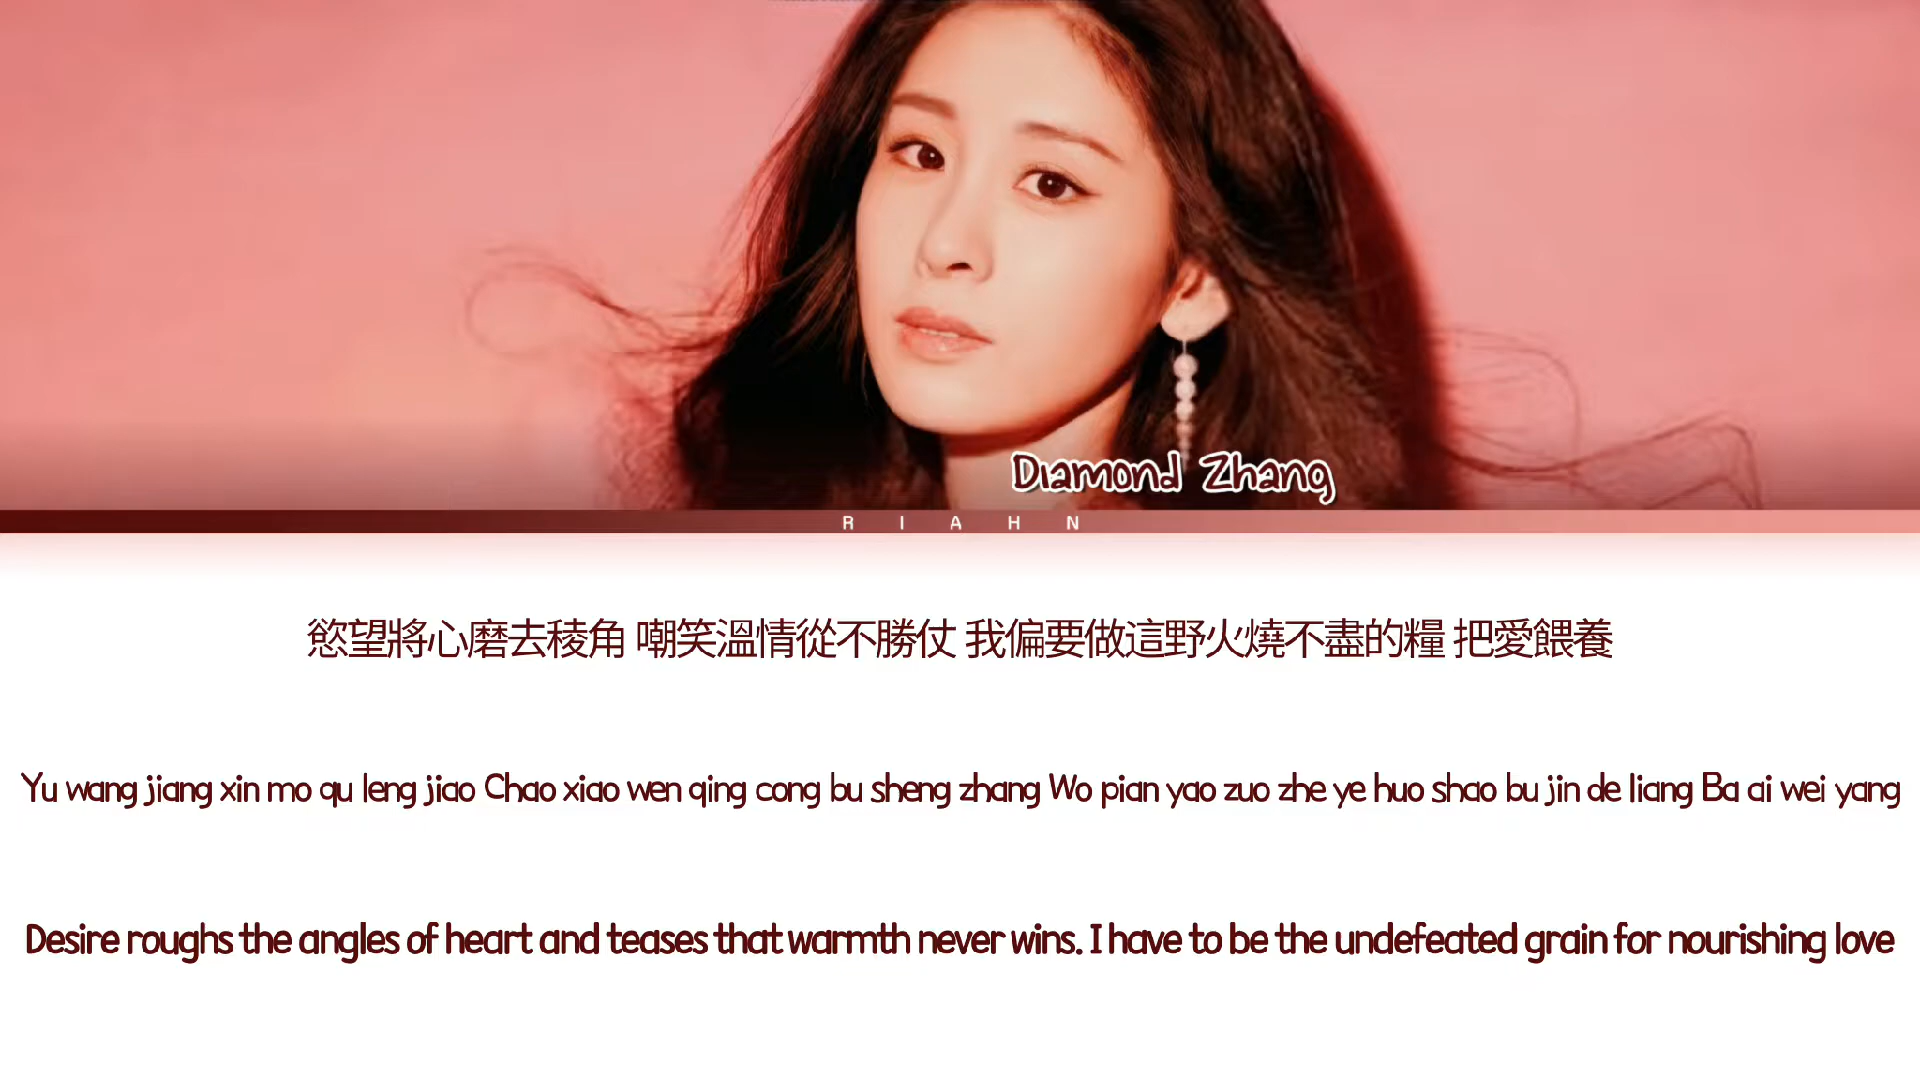 Diamond Zhang
RIAHN
慾望將心磨去稜角 嘲笑溫情從不勝仗 我偏要做這野火燒不盡的糧 把愛餵養
Yu wang jiang xin mo qu leng jiao Chao xiao wen qing cong bu sheng zhang Wo pian yao zuo zhe ye huo shao bu jin de liang Ba ai wei yang
Desire roughs the angles of heart and teases that warmth never wins. I have to be the undefeated grain for nourishing love